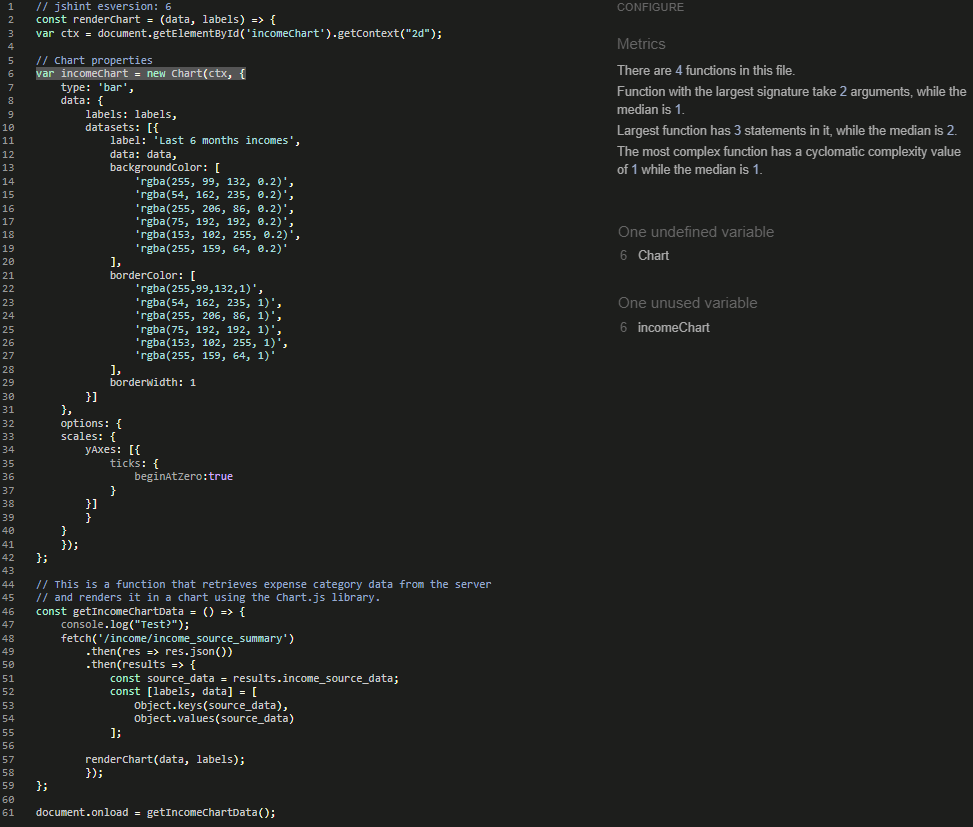 1 // jshint esversion: 6
2 const renderChart = (data, labels) => {
3 var ctx = document.getElementById('incomeChart').getContext("2d");
4
5 // Chart properties
6 var incomeChart = new Chart(ctx, {
7 type: 'bar',
8 data: {
9 labels: labels,
10 datasets: [{
11 label: 'Last 6 months incomes',
12 data: data,
13 backgroundColor: [
14 'rgba(255, 99, 132, 0.2)',
15 'rgba(54, 162, 235, 0.2)',
16 'rgba(255, 206, 86, 0.2)',
17 'rgba(75, 192, 192, 0.2)',
18 'rgba(153, 102, 255, 0.2)',
19 'rgba(255, 159, 64, 0.2)'
20 ],
21 borderColor: [
22 'rgba(255,99,132,1)',
23 'rgba(54, 162, 235, 1)',
24 'rgba(255, 206, 86, 1)',
25 'rgba(75, 192, 192, 1)',
26 'rgba(153, 102, 255, 1)',
27 'rgba(255, 159, 64, 1)'
28 ],
29 borderWidth: 1
30 }]
31 },
32 options: {
33 scales: {
34 yAxes: [{
35 ticks: {
36 beginAtZero:true
37 }
38 }]
39 }
40 }
41 });
42 };
43
44 // This is a function that retrieves expense category data from the server
45 // and renders it in a chart using the Chart.js library.
46 const getIncomeChartData = () => {
47 console.log("Test?");
48 fetch('/income/income_source_summary')
49 .then(res => res.json())
50 .then(results => {
51 const source_data = results.income_source_data;
52 const [labels, data] = [
53 Object.keys(source_data),
54 Object.values(source_data)
55 ];
56
57 renderChart(data, labels);
58 });
59 };
60
61 document.onload = getIncomeChartData();
CONFIGURE
Metrics
There are 4 functions in this file.
Function with the largest signature take 2 arguments, while the
median is 1.
Largest function has 3 statements in it, while the median is 2.
The most complex function has a cyclomatic complexity value
of 1 while the median is 1.
One undefined variable
6 Chart
One unused variable
6 incomeChart